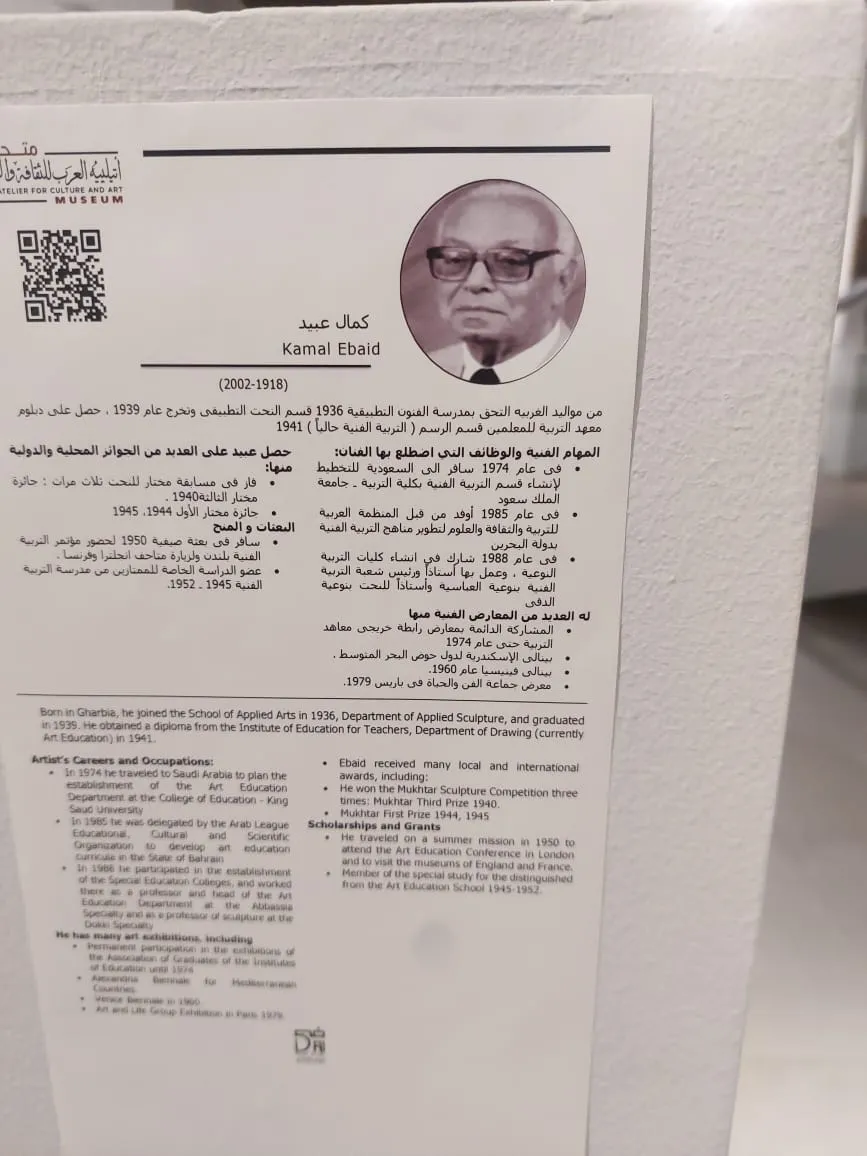 متحـ
أتيلييه العرب للثقافة وا
ATELIER FOR CULTURE AND ART
MUSEUM
كمال عبيد
Kamal Ebaid
(2002-1918)
من مواليد الغربيه التحق بمدرسة الفنون التطبيقية 1936 قسم النحت التطبيقى وتخرج عام 1939 ، حصل على دبلوم
معهد التربية للمعلمين قسم الرسم ( التربية الفنية حالياً ) 1941
المهام الفنية والوظائف التي اضطلع بها الفنان:
• فى عام 1974 سافر الى السعودية للتخطيط
لإنشاء قسم التربية الفنية بكلية التربية ـ جامعة
الملك سعود
• فى عام 1985 أوفد من قبل المنظمة العربية
للتربية والثقافة والعلوم لتطوير مناهج التربية الفنية
بدولة البحرين
• فى عام 1988 شارك في انشاء كليات التربية
النوعية ، وعمل بها أستاذاً ورئيس شعبة التربية
الفنية بنوعية العباسية وأستاذاً للنحت بنوعية
الدقى
له العديد من المعارض الفنية منها
• المشاركة الدائمة بمعارض رابطة خريجى معاهد
التربية حتى عام 1974
• بينالى الإسكندرية لدول حوض البحر المتوسط .
• بينالى فينيسيا عام 1960.
• معرض جماعة الفن والحياة فى باريس 1979.
حصل عبيد على العديد من الجوائز المحلية والدولية
منها:
• فاز فى مسابقة مختار للنحت ثلاث مرات : جائزة
مختار الثالثة1940 .
• جائزة مختار الأول 1944، 1945
البعثات و المنح
• سافر فى بعثة صيفية 1950 لحضور مؤتمر التربية
الفنية بلندن ولزيارة متاحف انجلترا وفرنسا .
• عضو الدراسة الخاصة للممتازين من مدرسة التربية
الفنية 1945 ـ 1952.
Born in Gharbia, he joined the School of Applied Arts in 1936, Department of Applied Sculpture, and graduated
in 1939. He obtained a diploma from the Institute of Education for Teachers, Department of Drawing (currently
Art Education) in 1941.
Artist's Careers and Occupations:
• In 1974 he traveled to Saudi Arabia to plan the
establishment of the Art Education
Department at the College of Education - King
Saud University
• In 1985 he was delegated by the Arab League
Educational, Cultural and Scientific
Organization to develop art education
curricula in the State of Bahrain
• In 1988 he participated in the establishment
of the Special Education Colleges, and worked
there as a professor and head of the Art
Education Department at the Abbassia
Specialty and as a professor of sculpture at the
Dokki Specialty
He has many art exhibitions, including
• Permanent participation in the exhibitions of
the Association of Graduates of the Institutes
of Education until 1974
• Alexandria Biennale for Mediterranean
Countries.
• Venice Biennale in 1960.
• Art and Life Group Exhibition in Paris 1979.
• Ebaid received many local and international
awards, including:
• He won the Mukhtar Sculpture Competition three
times: Mukhtar Third Prize 1940.
• Mukhtar First Prize 1944, 1945
Scholarships and Grants
• He traveled on a summer mission in 1950 to
attend the Art Education Conference in London
and to visit the museums of England and France.
• Member of the special study for the distinguished
from the Art Education School 1945-1952.